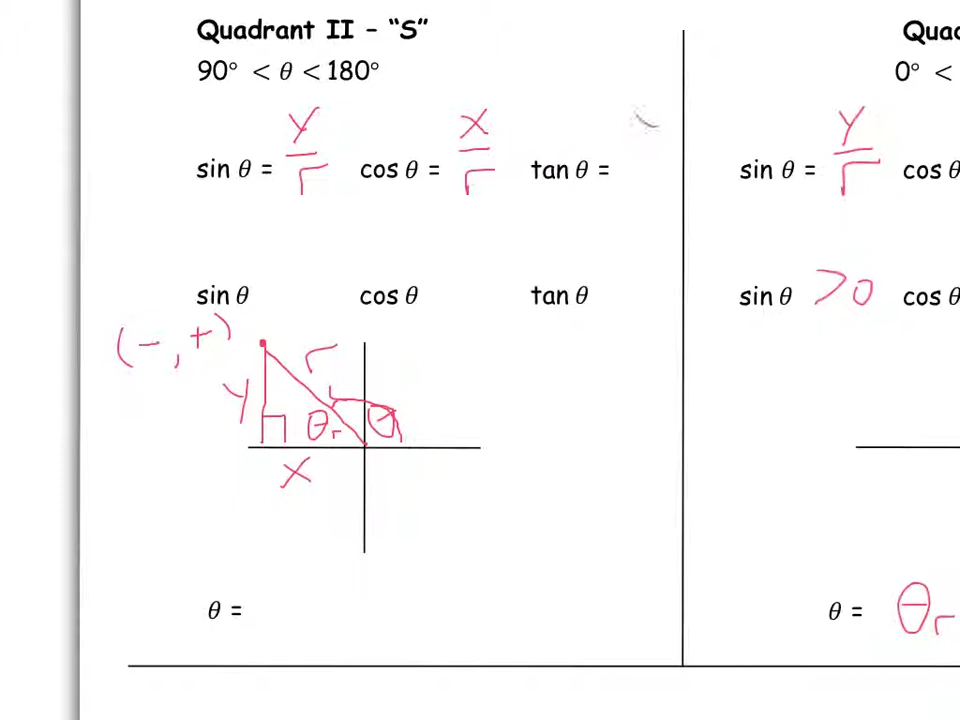 Quadrant II - "S"
90° < θ < 180°
sin θ = y/r cos θ = x/r tan θ =
sin θ cos θ tan θ
(-, +)
r
y
θr
θ
x
θ =
Quad
0° <
sin θ = y/r cos θ
sin θ >0 cos θ
θ = θr